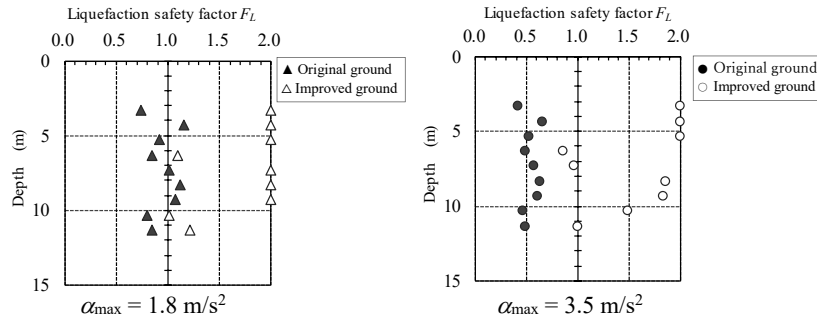 Liquefaction safety factor F_L
0.0 0.5 1.0 1.5 2.0
0
5
10
15
Depth (m)
Original ground
Improved ground
α_max = 1.8 m/s²
Liquefaction safety factor F_L
0.0 0.5 1.0 1.5 2.0
0
5
10
15
Depth (m)
Original ground
Improved ground
α_max = 3.5 m/s²